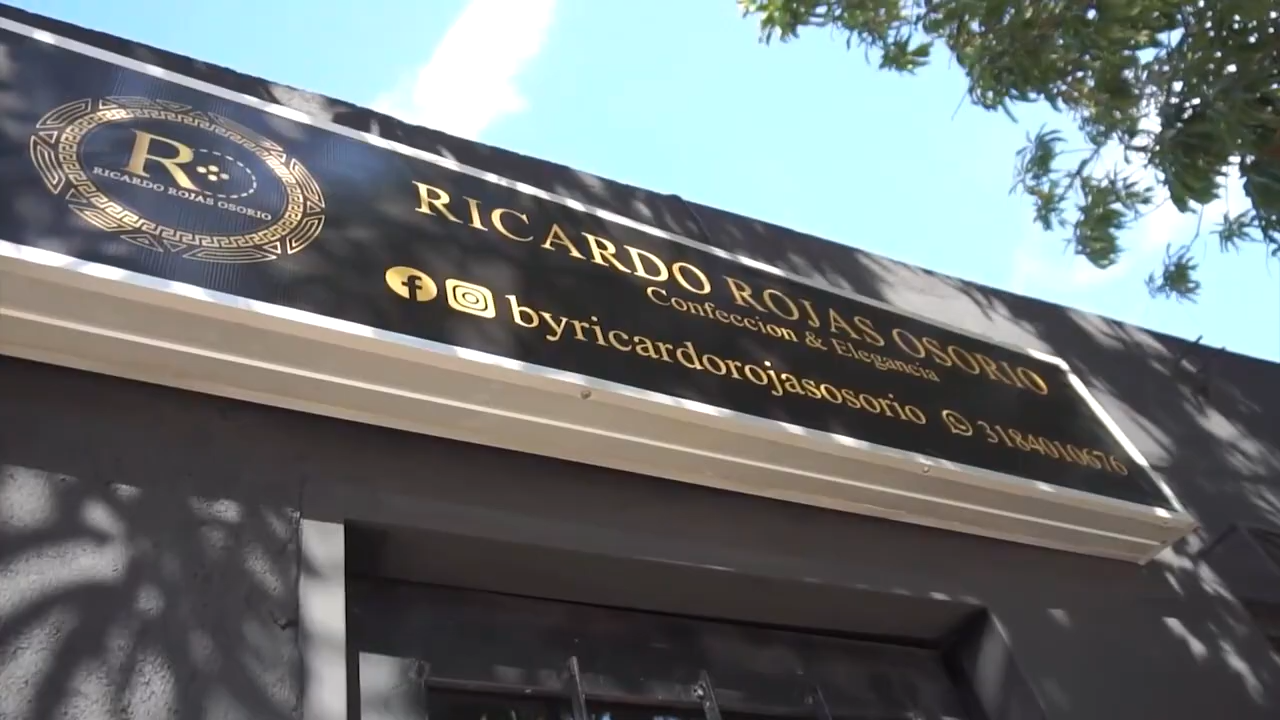 R
RICARDO ROJAS OSORIO
RICARDO ROJAS OSORIO
Confeccion & Elegancia
byricardorojasosorio 3184010676